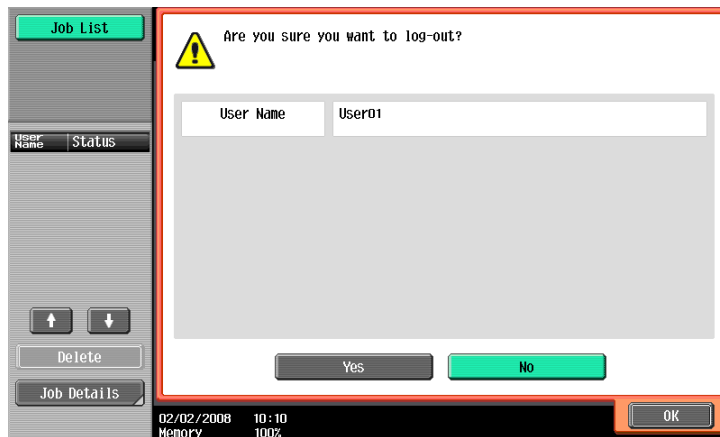 Job List
Are you sure you want to log-out?
User Name
User01
User
Name
Status
Delete
Job Details
Yes
No
02/02/2008 10:10
Memory 100%
OK